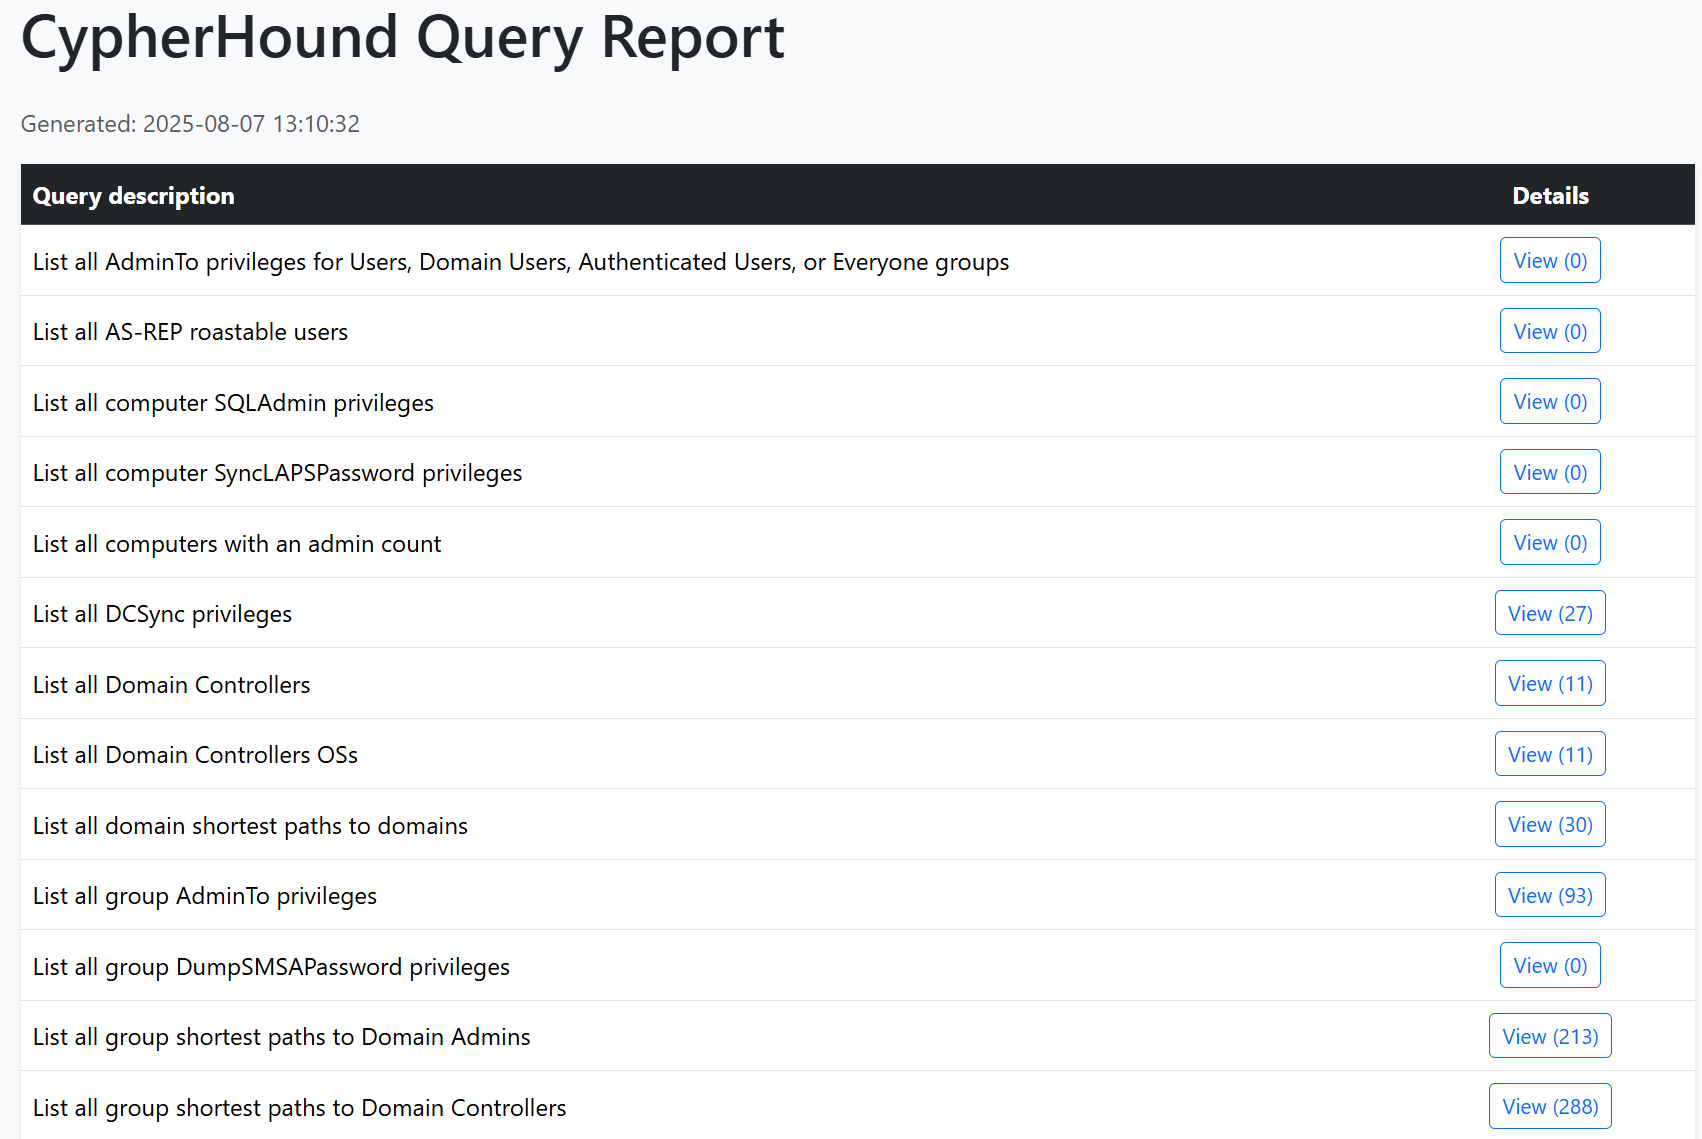 CypherHound Query Report
Generated: 2025-08-07 13:10:32
Query description Details
List all AdminTo privileges for Users, Domain Users, Authenticated Users, or Everyone groups View (0)
List all AS-REP roastable users View (0)
List all computer SQLAdmin privileges View (0)
List all computer SyncLAPSPassword privileges View (0)
List all computers with an admin count View (0)
List all DCSync privileges View (27)
List all Domain Controllers View (11)
List all Domain Controllers OSs View (11)
List all domain shortest paths to domains View (30)
List all group AdminTo privileges View (93)
List all group DumpSMSAPassword privileges View (0)
List all group shortest paths to Domain Admins View (213)
List all group shortest paths to Domain Controllers View (288)